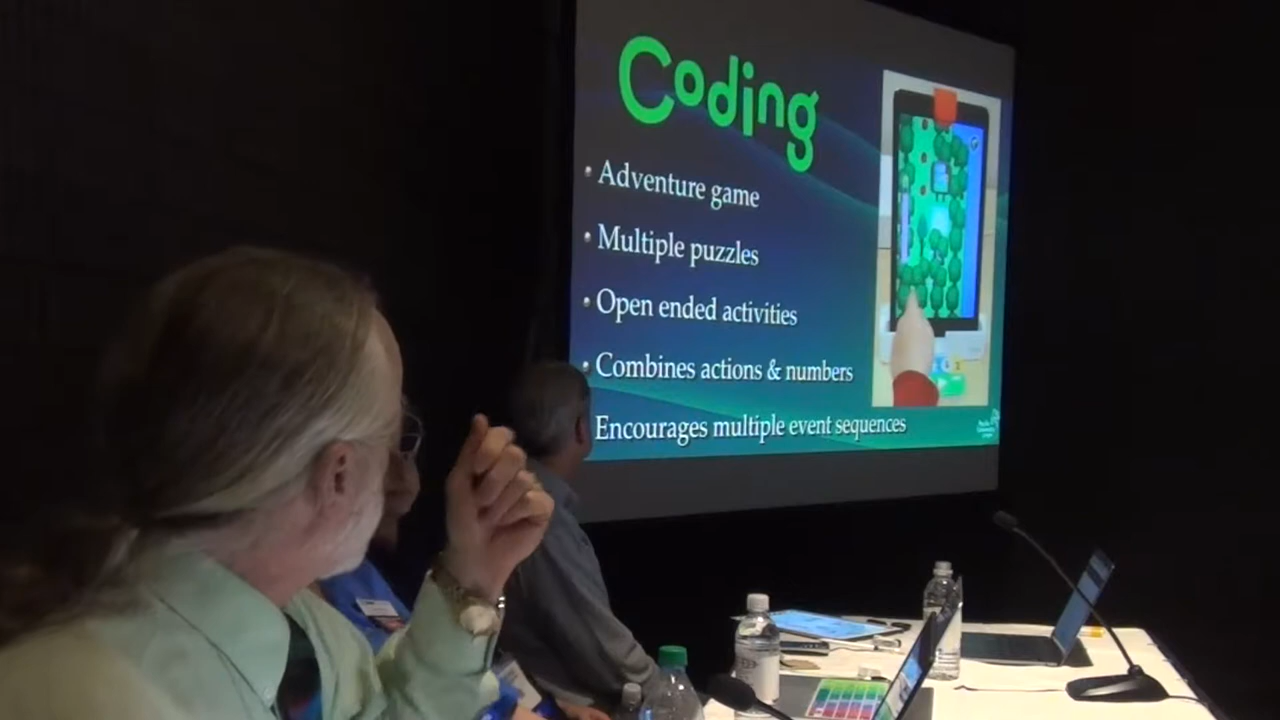 Coding
Adventure game
Multiple puzzles
Open ended activities
Combines actions & numbers
Encourages multiple event sequences